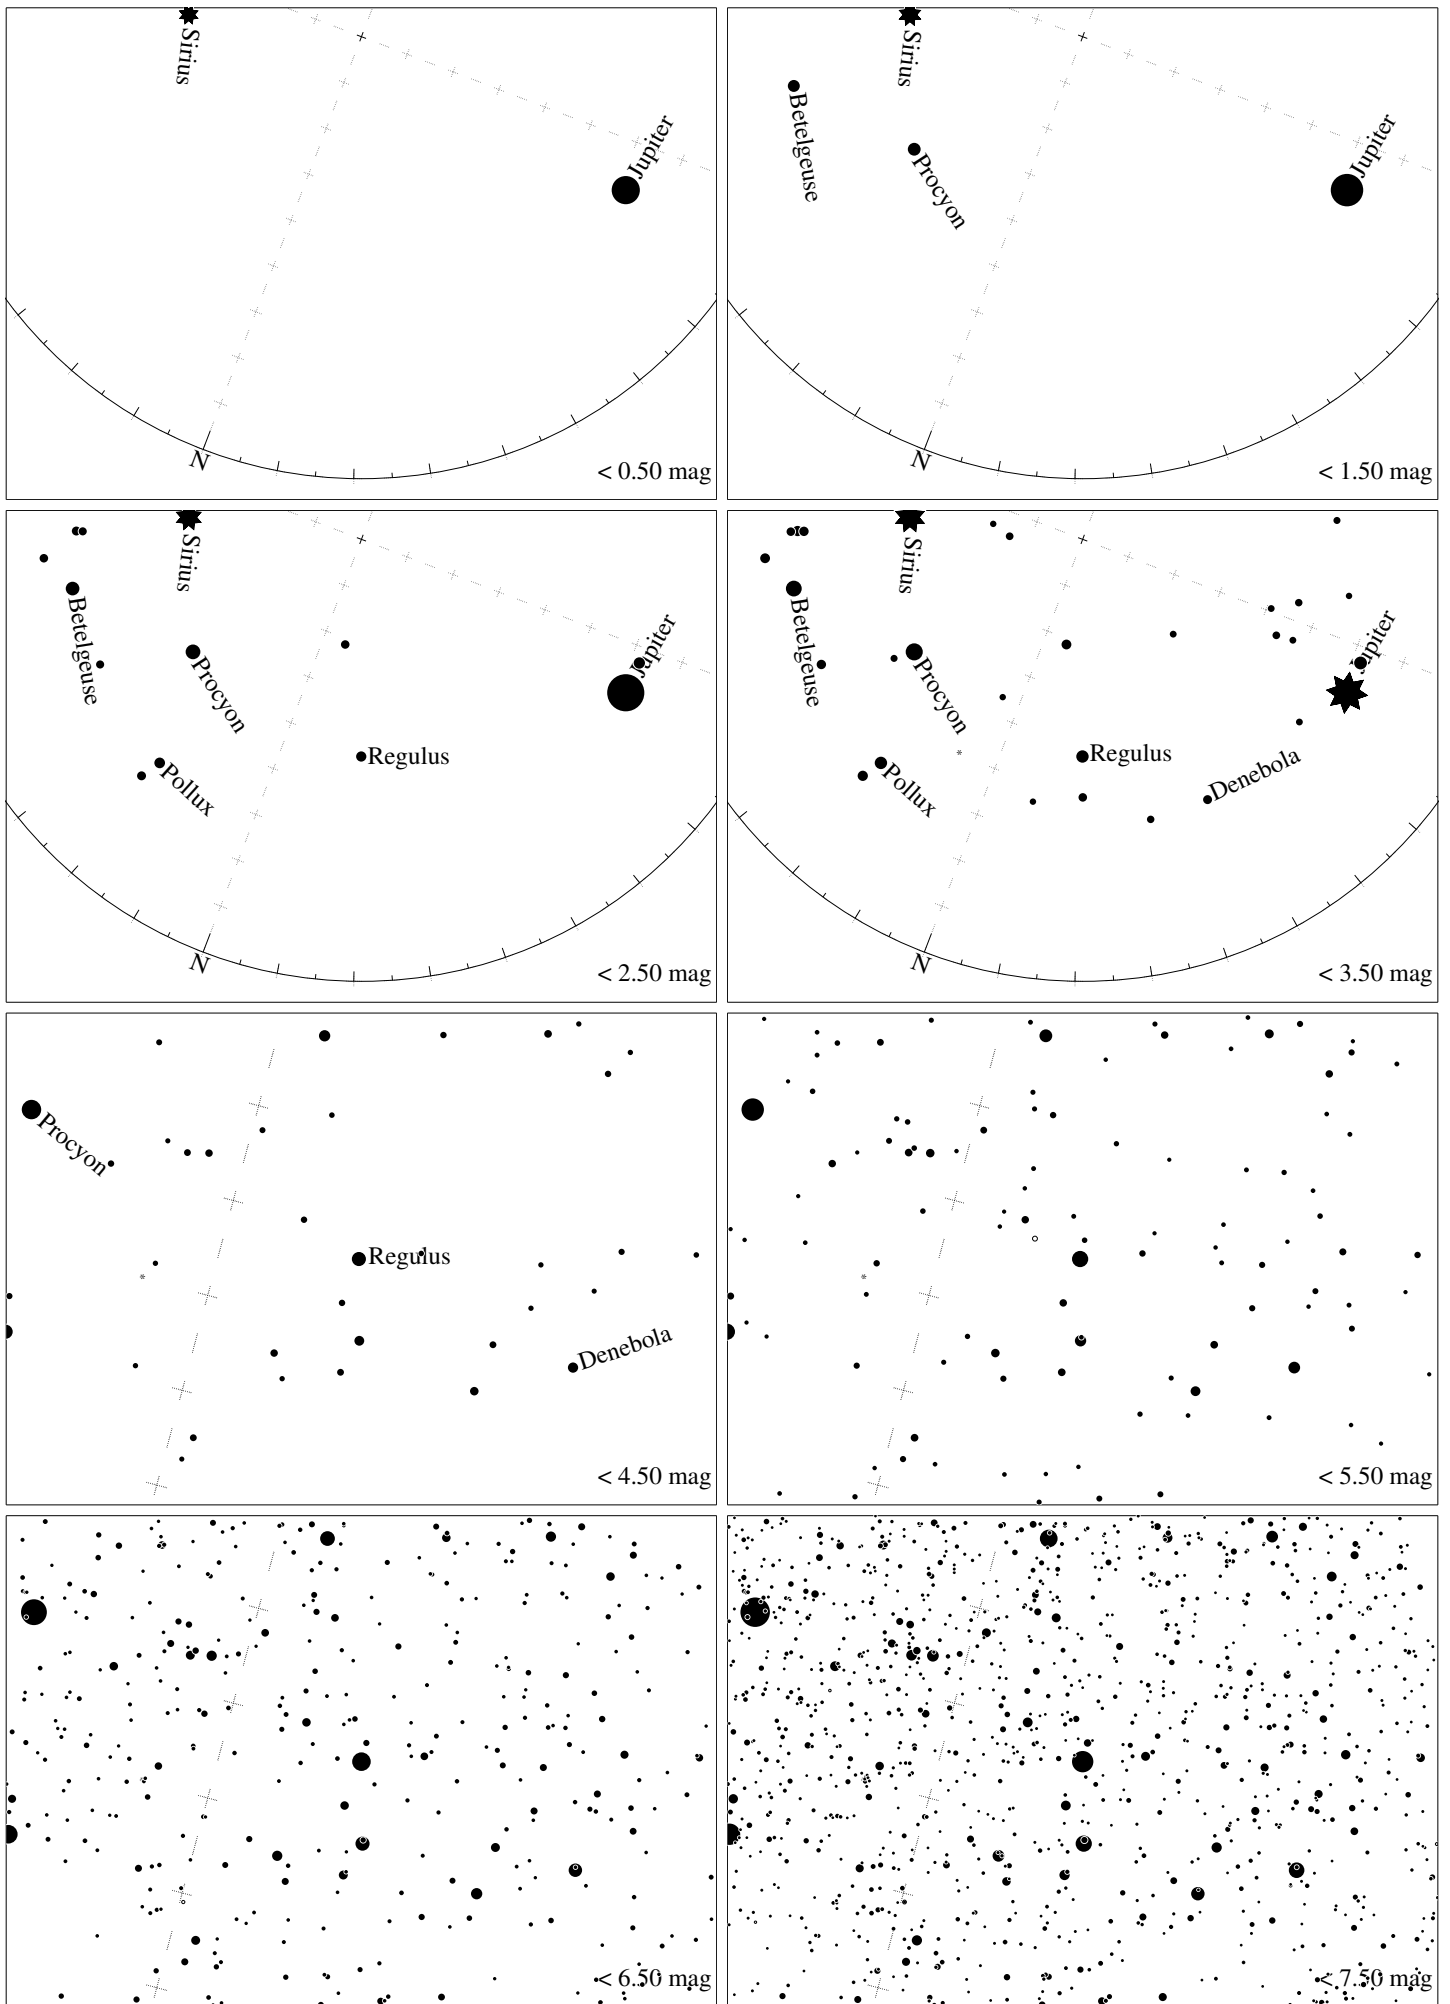 Sirius
Jupiter
N
< 0.50 mag
Sirius
Betelgeuse
Procyon
Jupiter
N
< 1.50 mag
Sirius
Betelgeuse
Procyon
Jupiter
Regulus
Pollux
N
< 2.50 mag
Sirius
Betelgeuse
Procyon
Jupiter
Regulus
Denebola
Pollux
N
< 3.50 mag
Procyon
Regulus
Denebola
< 4.50 mag
< 5.50 mag
< 6.50 mag
< 7.50 mag